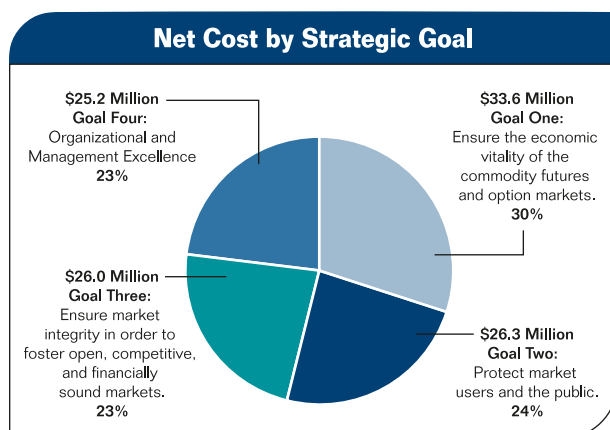 Net Cost by Strategic Goal
$25.2 Million
Goal Four:
Organizational and
Management Excellence
23%
$33.6 Million
Goal One:
Ensure the economic
vitality of the
commodity futures
and option markets.
30%
$26.0 Million
Goal Three:
Ensure market
integrity in order to
foster open, competitive,
and financially
sound markets.
23%
$26.3 Million
Goal Two:
Protect market
users and the public.
24%